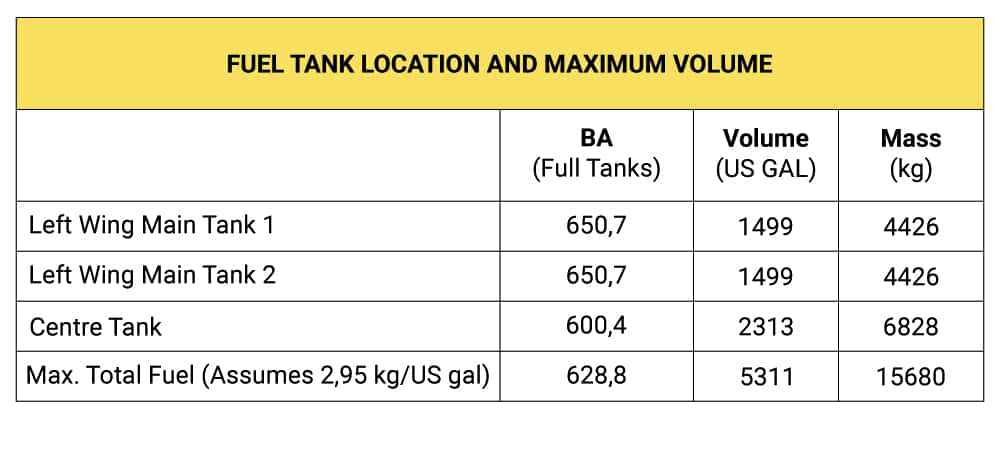 FUEL TANK LOCATION AND MAXIMUM VOLUME
BA Volume Mass
(Full Tanks) (US GAL) (kg)
Left Wing Main Tank 1 650,7 1499 4426
Left Wing Main Tank 2 650,7 1499 4426
Centre Tank 600,4 2313 6828
Max. Total Fuel (Assumes 2,95 kg/US gal) 628,8 5311 15680